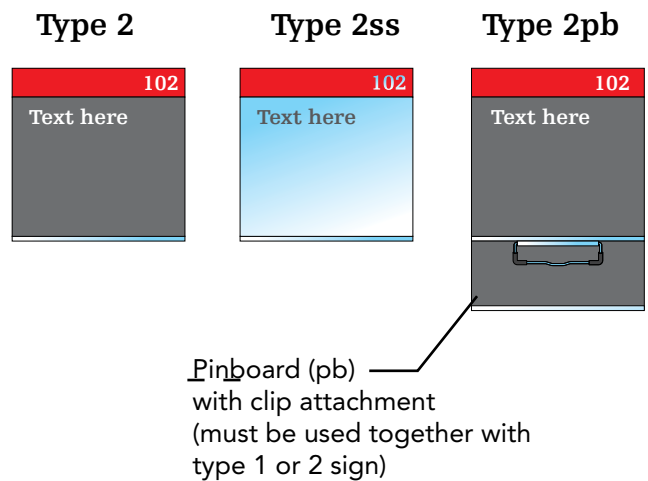 Type 2
Type 2ss
Type 2pb
102
102
102
Text here
Text here
Text here
Pinboard (pb)
with clip attachment
(must be used together with
type 1 or 2 sign)